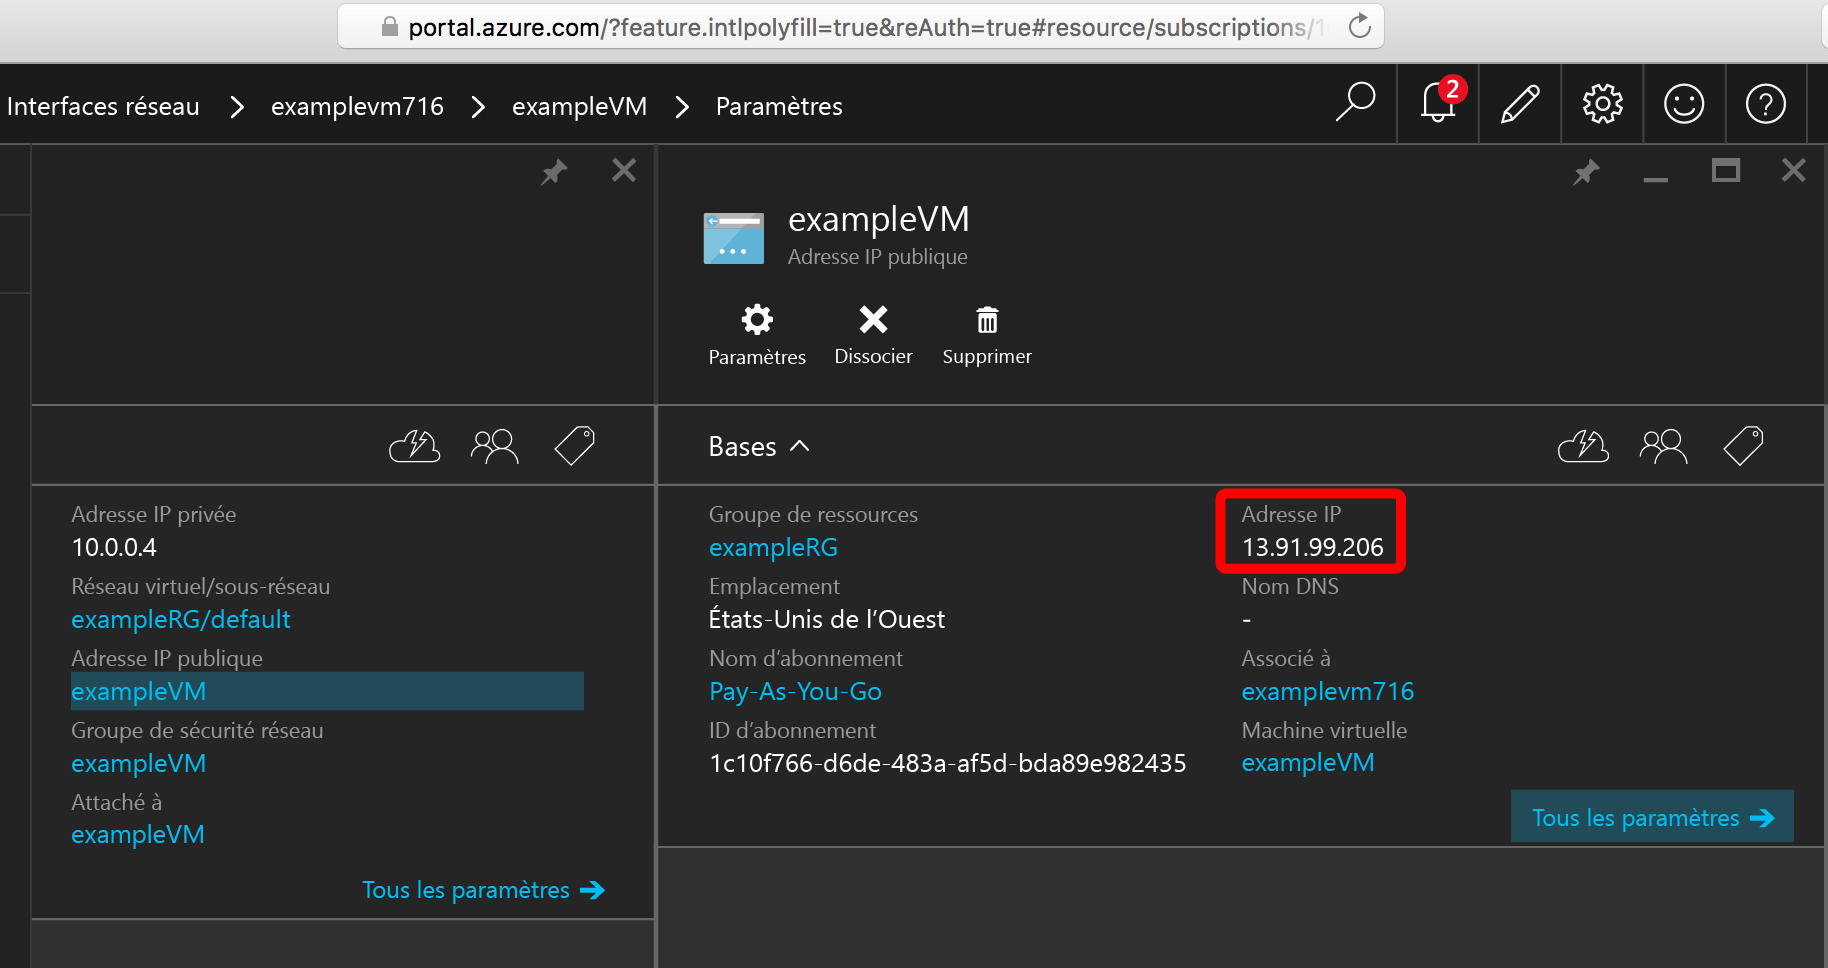 portal.azure.com/?feature.intlpolyfill=true&reAuth=true#resource/subscriptions/1
Interfaces réseau > examplevm716 > exampleVM > Paramètres
2
exampleVM
Adresse IP publique
Paramètres Dissocier Supprimer
Adresse IP privée
10.0.0.4
Réseau virtuel/sous-réseau
exampleRG/default
Adresse IP publique
exampleVM
Groupe de sécurité réseau
exampleVM
Attaché à
exampleVM
Tous les paramètres
Bases
Groupe de ressources
exampleRG
Emplacement
États-Unis de l’Ouest
Nom d’abonnement
Pay-As-You-Go
ID d’abonnement
1c10f766-d6de-483a-af5d-bda89e982435
Adresse IP
13.91.99.206
Nom DNS
-
Associé à
examplevm716
Machine virtuelle
exampleVM
Tous les paramètres